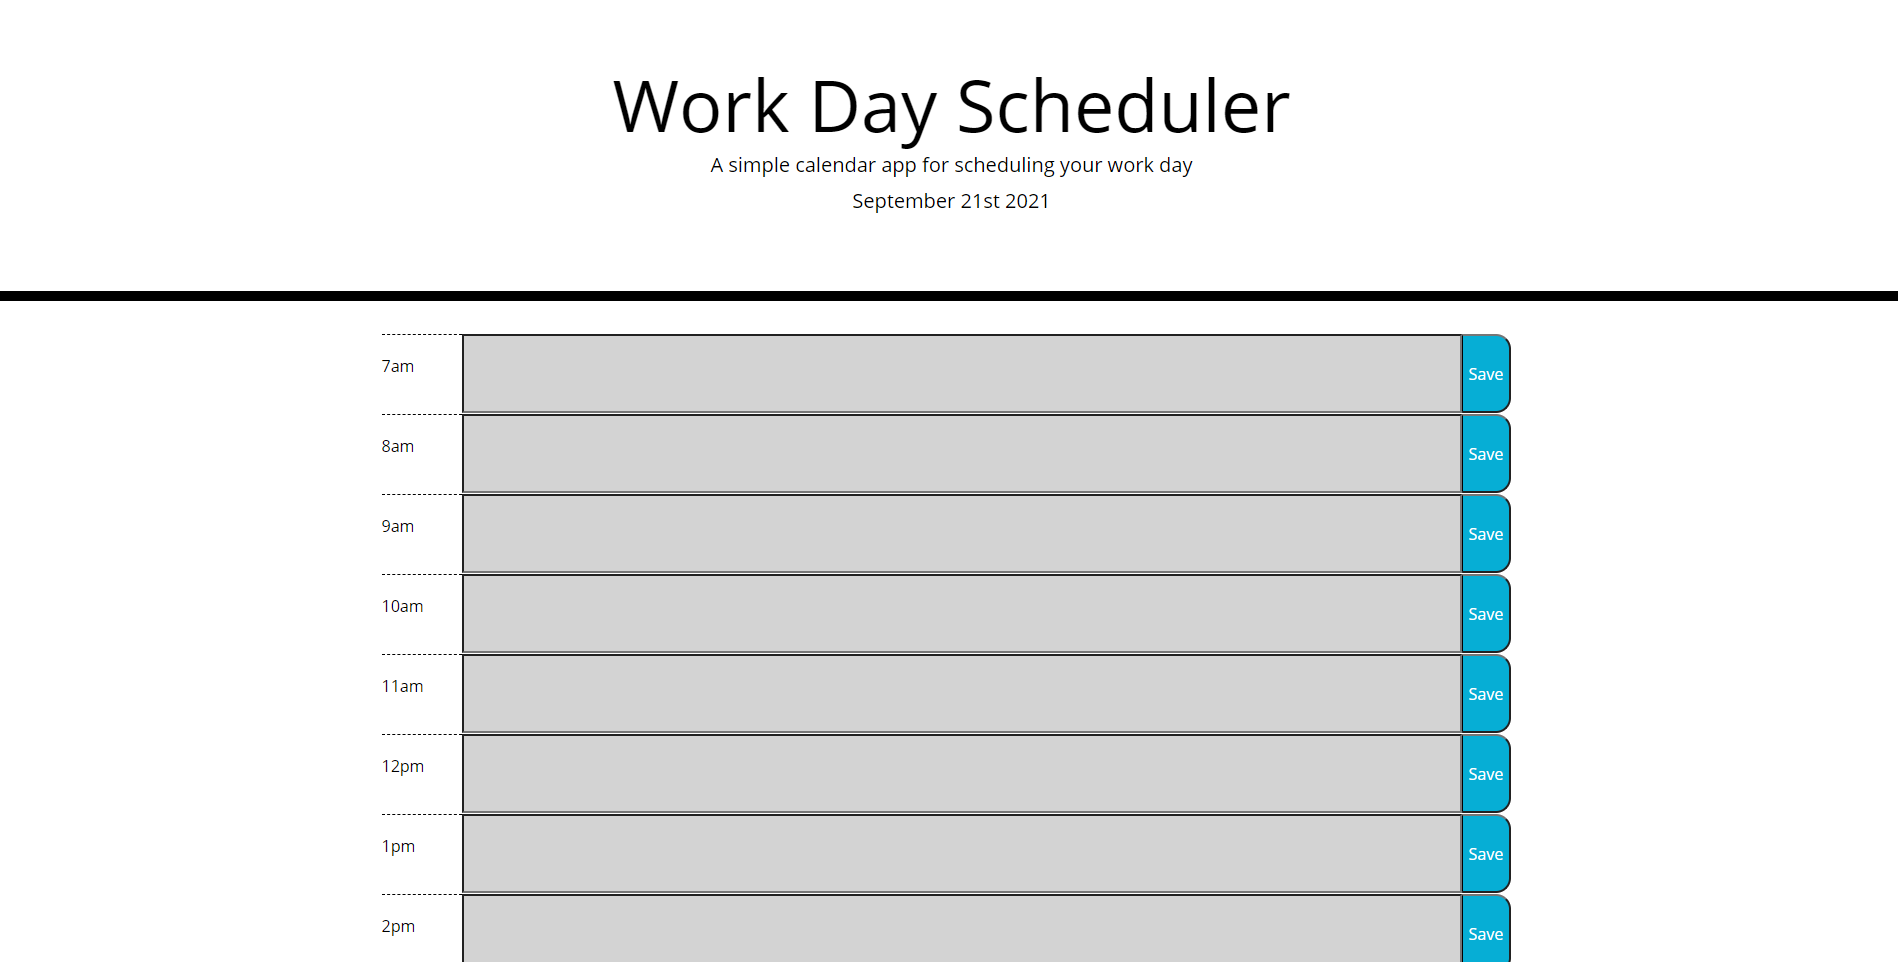 Work Day Scheduler
A simple calendar app for scheduling your work day
September 21st 2021
7am
Save
8am
Save
9am
Save
10am
Save
11am
Save
12pm
Save
1pm
Save
2pm
Save